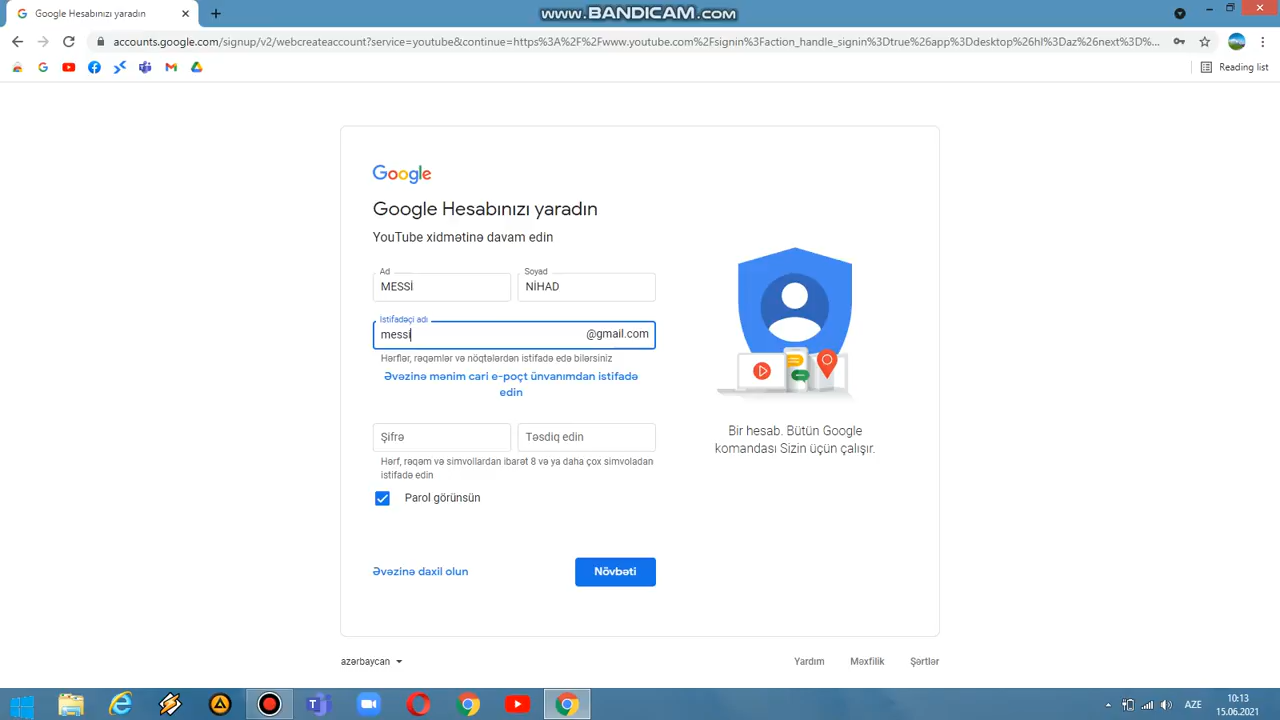 Google Hesabınızı yaradın
www.BANDICAM.com
accounts.google.com/signup/v2/webcreateaccount?service=youtube&continue=https%3A%2F%2Fwww.youtube.com%2Fsignin%3Faction_handle_signin%3Dtrue%26app%3Ddesktop%26hl%3Daz%26next%3D%...
Reading list
Google
Google Hesabınızı yaradın
YouTube xidmətinə davam edin
Ad
Soyad
MESSİ
NİHAD
Istifadəçi adı
messi
@gmail.com
Hərflər, rəqəmlər və nöqtələrdən istifadə edə bilərsiniz
Əvəzinə mənim cari e-poçt ünvanımdan istifadə
edin
Şifrə
Təsdiq edin
Hərf, rəqəm və simvollardan ibarət 8 və ya daha çox simvoladan
istifadə edin
Parol görünsün
Bir hesab. Bütün Google
komandası Sizin üçün çalışır.
Əvəzinə daxil olun
Növbəti
azərbaycan
Yardım
Məxfilik
Şərtlər
AZE
10:13
15.06.2021